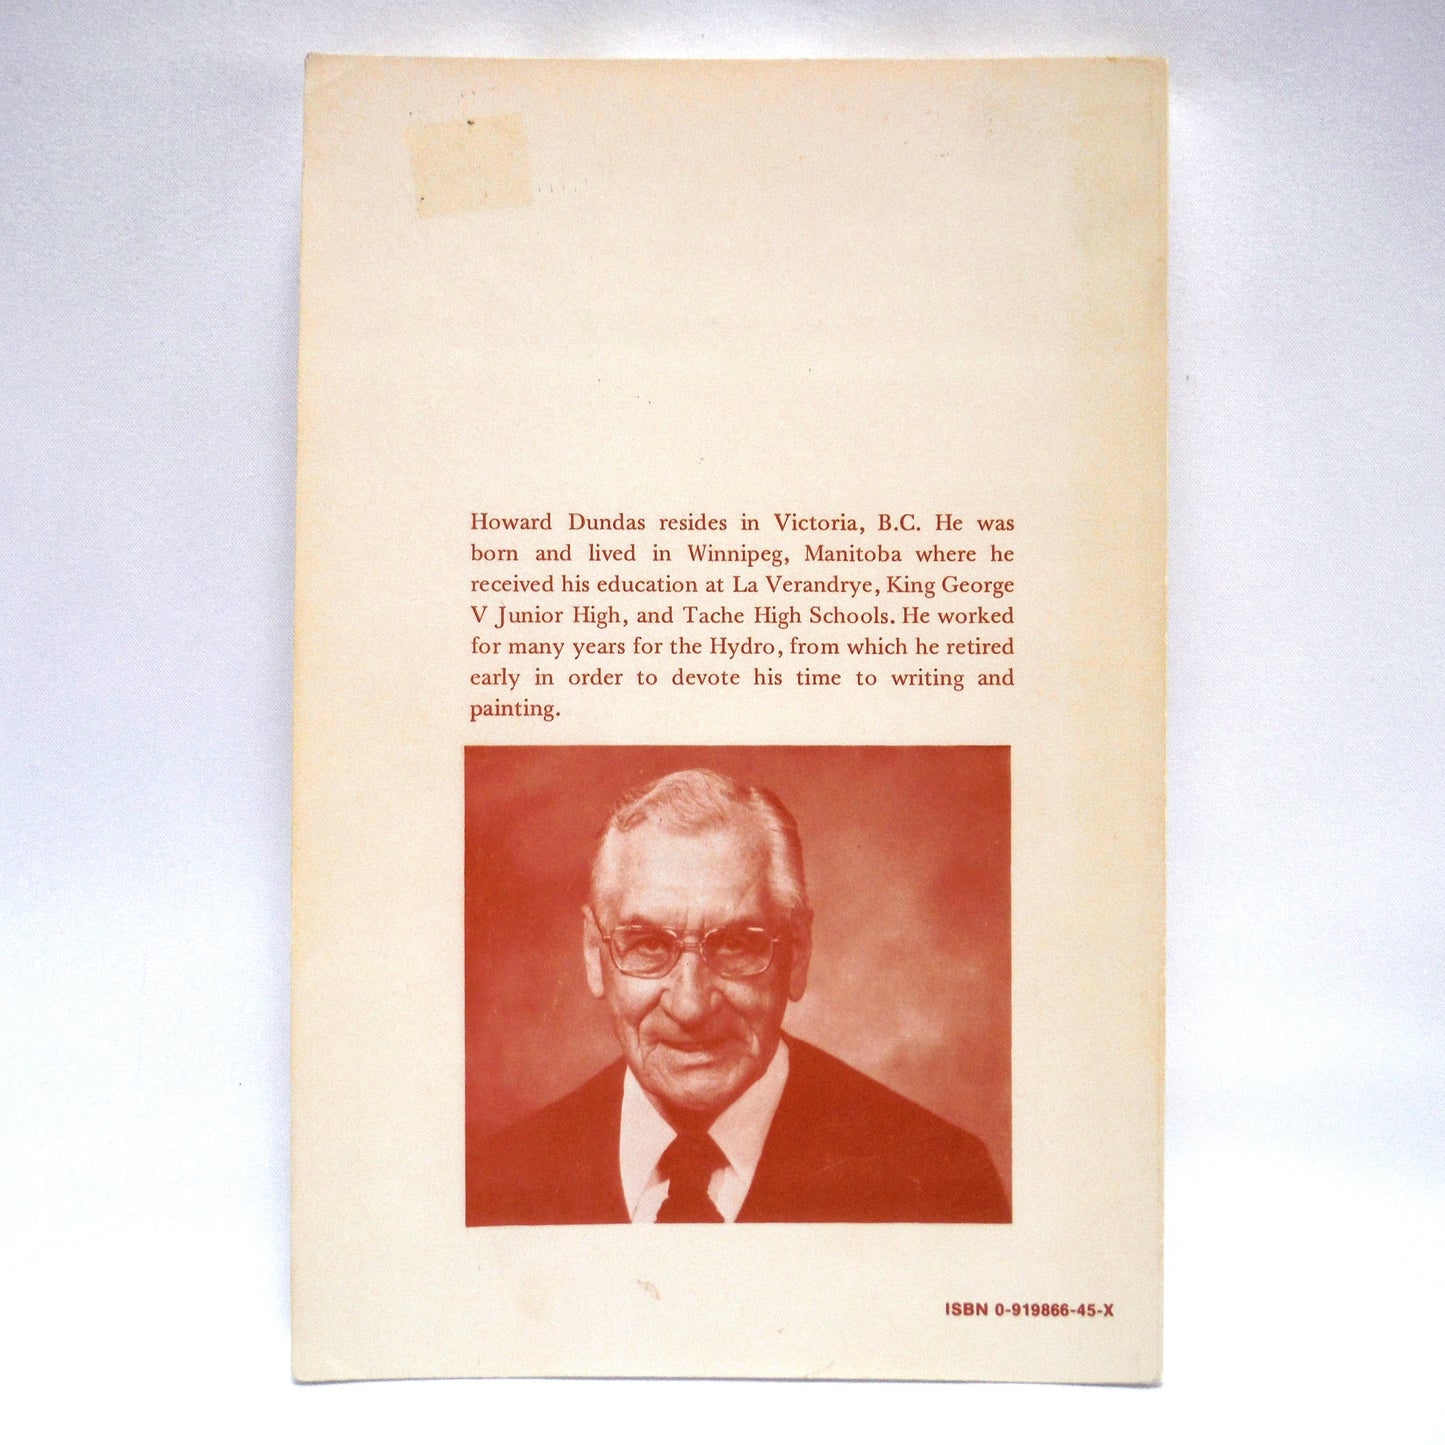 Howard Dundas resides in Victoria, B.C. He was
born and lived in Winnipeg, Manitoba where he
received his education at La Verandrye, King George
V Junior High, and Tache High Schools. He worked
for many years for the Hydro, from which he retired
early in order to devote his time to writing and
painting.
ISBN 0-919866-45-X